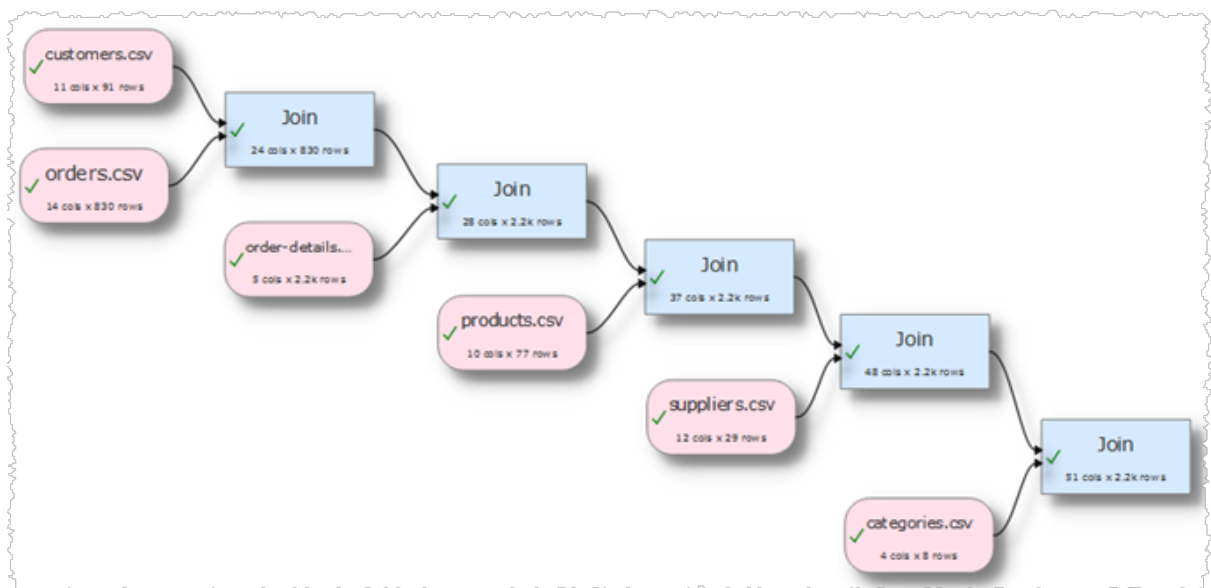 customers.csv
11 cols x 91 rows
Join
24 cols x 830 rows
orders.csv
14 cols x 830 rows
Join
28 cols x 2.2k rows
order-details....
5 cols x 2.2k rows
Join
37 cols x 2.2k rows
products.csv
10 cols x 77 rows
Join
48 cols x 2.2k rows
suppliers.csv
12 cols x 29 rows
Join
51 cols x 2.2k rows
categories.csv
4 cols x 8 rows